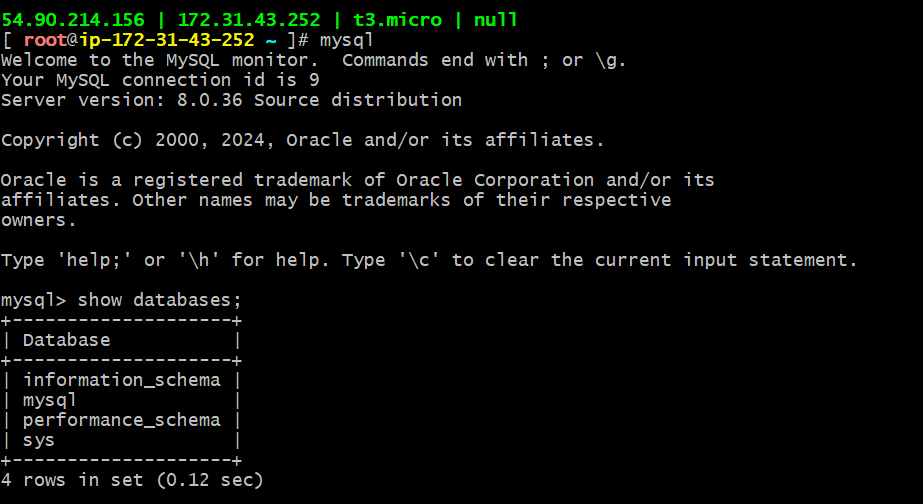 54.90.214.156 | 172.31.43.252 | t3.micro | null
[ root@ip-172-31-43-252 ~ ]# mysql
Welcome to the MySQL monitor.  Commands end with ; or \g.
Your MySQL connection id is 9
Server version: 8.0.36 Source distribution

Copyright (c) 2000, 2024, Oracle and/or its affiliates.

Oracle is a registered trademark of Oracle Corporation and/or its
affiliates. Other names may be trademarks of their respective
owners.

Type 'help;' or '\h' for help. Type '\c' to clear the current input statement.

mysql> show databases;
+--------------------+
| Database           |
+--------------------+
| information_schema |
| mysql              |
| performance_schema |
| sys                |
+--------------------+
4 rows in set (0.12 sec)